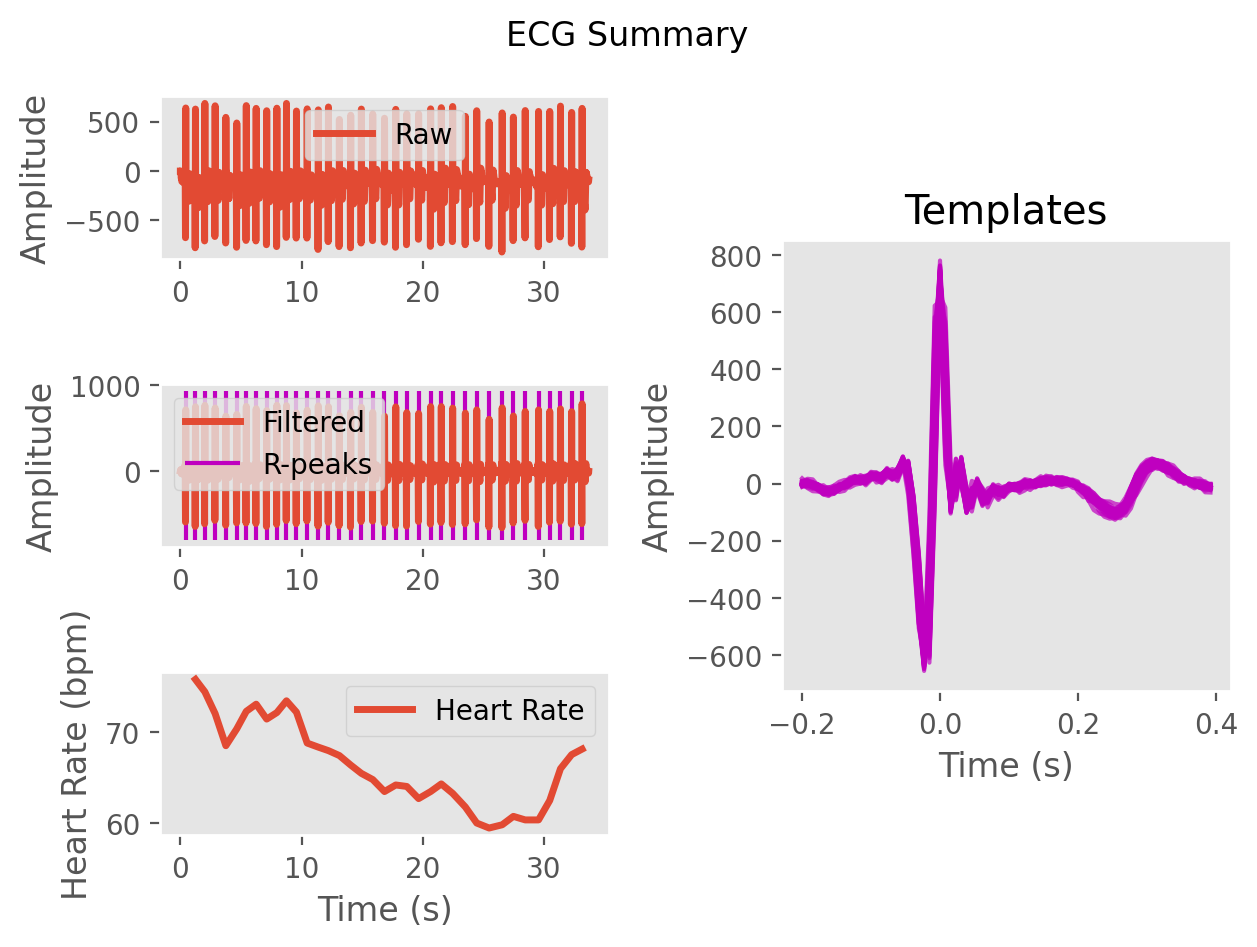 ECG Summary
Amplitude
500
0
−500
Raw
0 10 20 30
Amplitude
1000
0
Filtered
R-peaks
0 10 20 30
Heart Rate (bpm)
70
60
Heart Rate
0 10 20 30
Time (s)
Templates
Amplitude
800
600
400
200
0
−200
−400
−600
−0.2 0.0 0.2 0.4
Time (s)